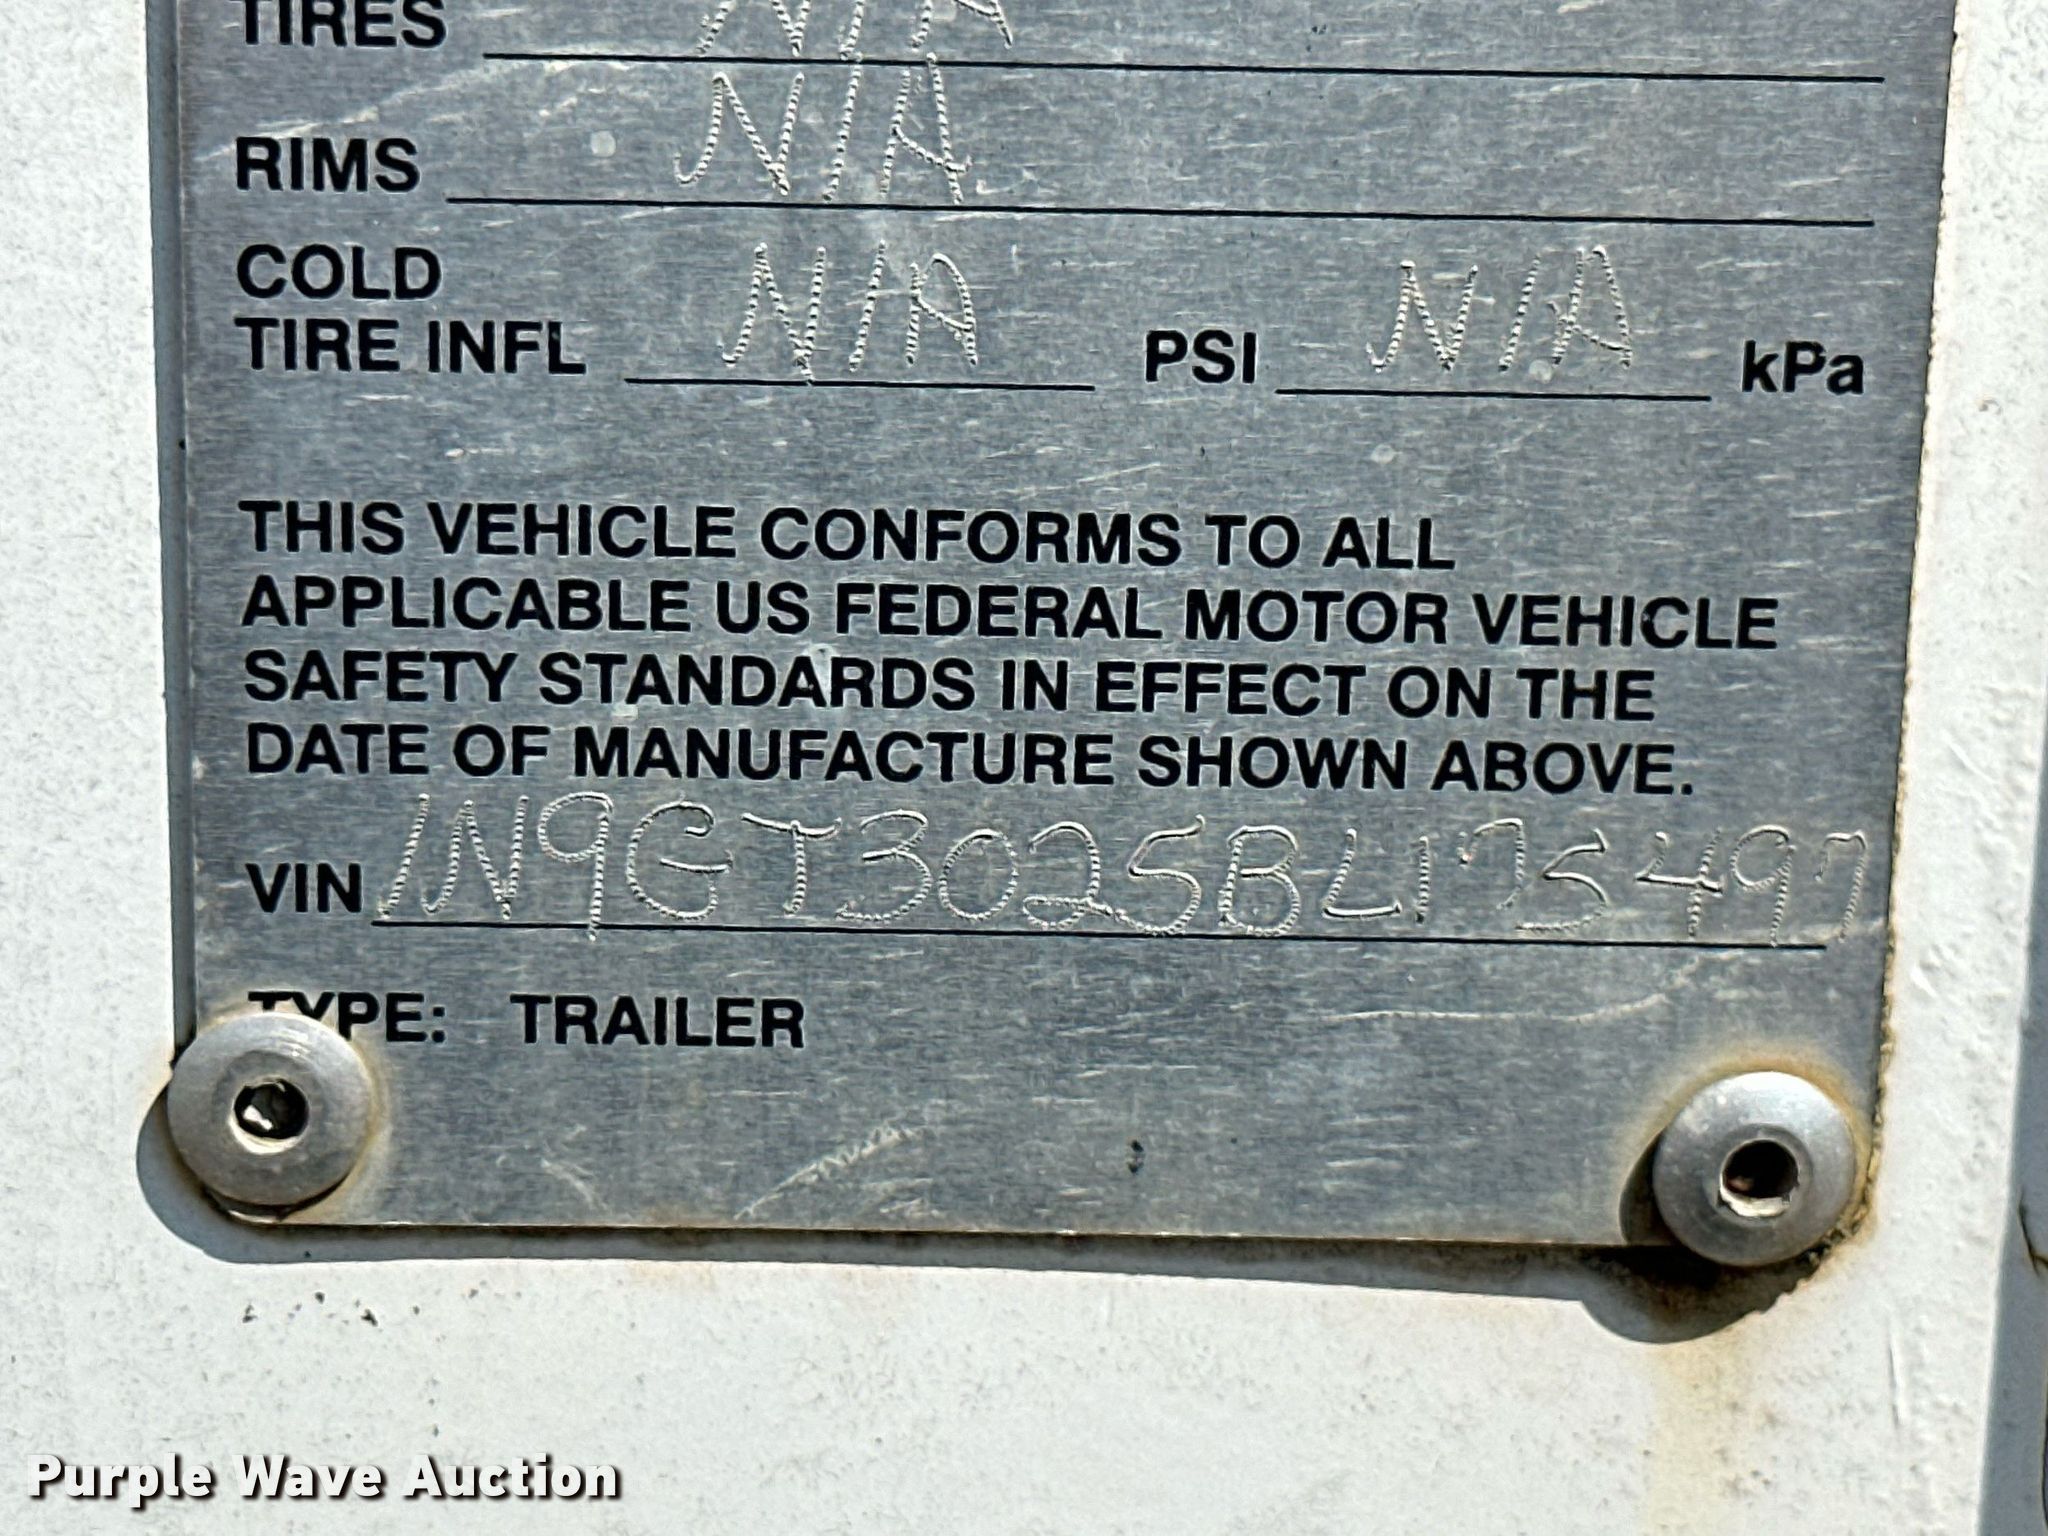 TIRES N/A
RIMS N/A
COLD
TIRE INFL N/A PSI N/A kPa
THIS VEHICLE CONFORMS TO ALL
APPLICABLE US FEDERAL MOTOR VEHICLE
SAFETY STANDARDS IN EFFECT ON THE
DATE OF MANUFACTURE SHOWN ABOVE.
VIN 1N9GT3025BL175497
TYPE: TRAILER
Purple Wave Auction